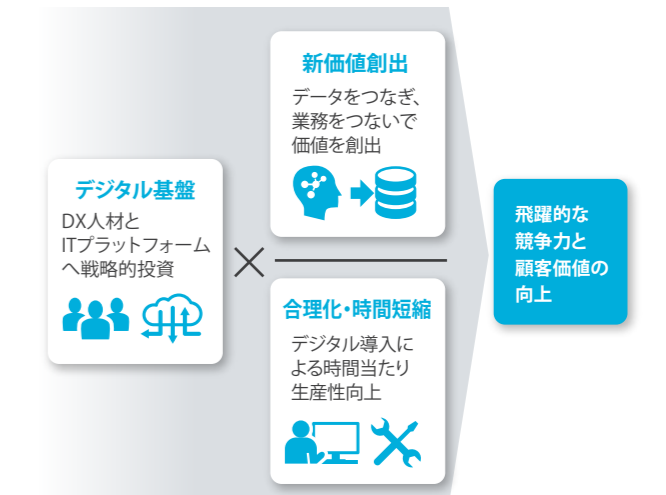 デジタル基盤
DX人材と
ITプラットフォーム
へ戦略的投資
×
新価値創出
データをつなぎ、
業務をつないで
価値を創出
合理化・時間短縮
デジタル導入に
よる時間当たり
生産性向上
飛躍的な
競争力と
顧客価値の
向上